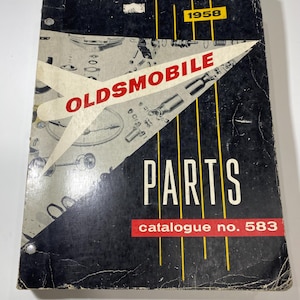 1958
OLDSMOBILE
PARTS
catalogue no. 583